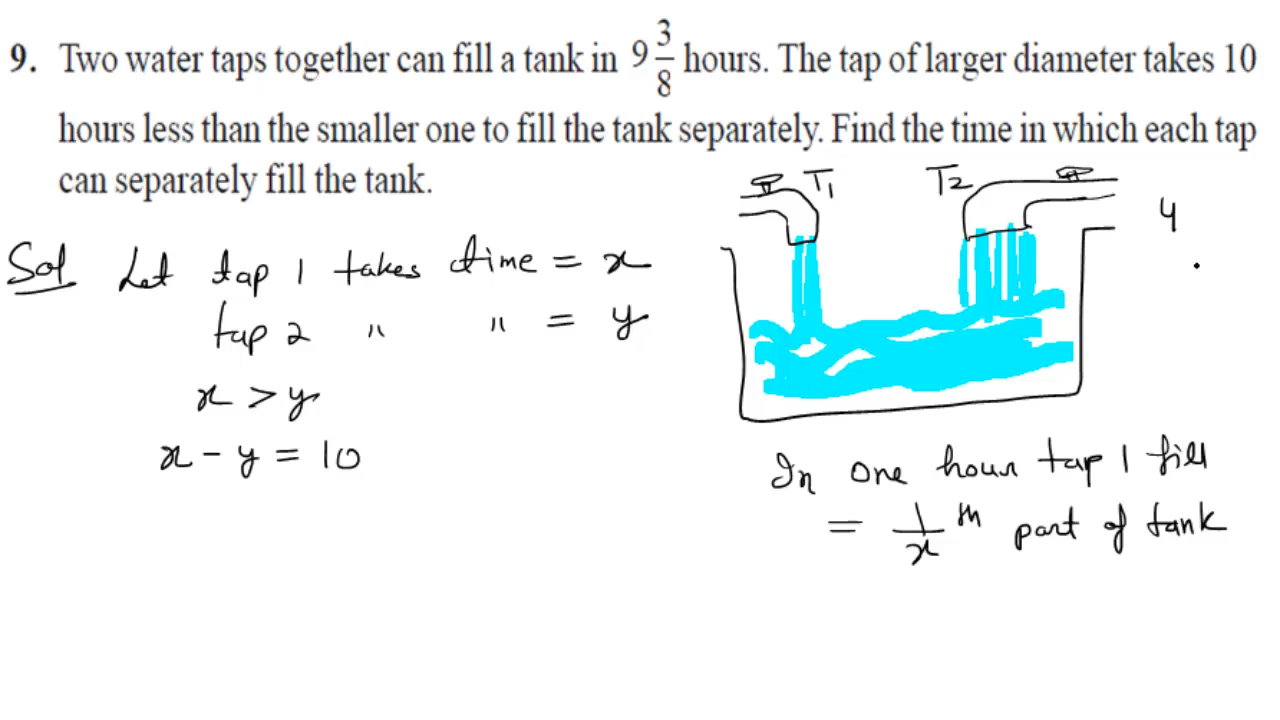 9. Two water taps together can fill a tank in 9 3/8 hours. The tap of larger diameter takes 10
hours less than the smaller one to fill the tank separately. Find the time in which each tap
can separately fill the tank.
T1 T2
4
Sol Let tap 1 takes time = x
tap 2 " " = y
x > y
x - y = 10
In one hour tap 1 fill
= 1/x th part of tank